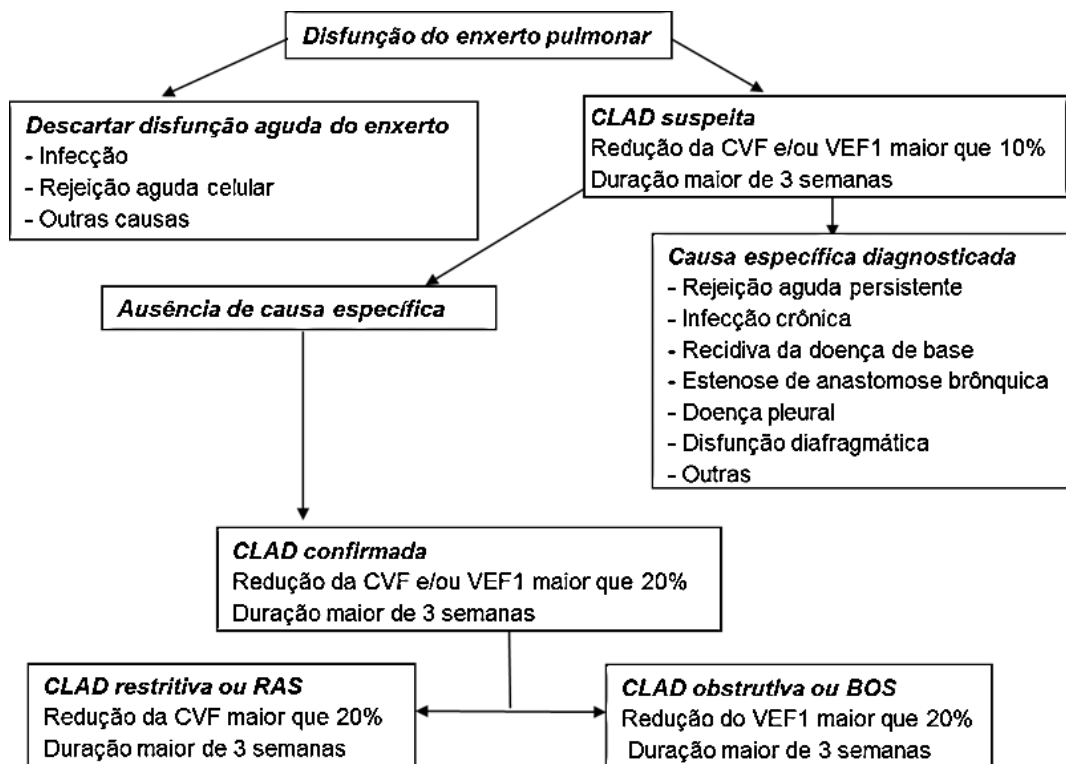 Disfunção do enxerto pulmonar
Descartar disfunção aguda do enxerto
- Infecção
- Rejeição aguda celular
- Outras causas
CLAD suspeita
Redução da CVF e/ou VEF1 maior que 10%
Duração maior de 3 semanas
Causa específica diagnosticada
- Rejeição aguda persistente
- Infecção crônica
- Recidiva da doença de base
- Estenose de anastomose brônquica
- Doença pleural
- Disfunção diafragmática
- Outras
Ausência de causa específica
CLAD confirmada
Redução da CVF e/ou VEF1 maior que 20%
Duração maior de 3 semanas
CLAD restritiva ou RAS
Redução da CVF maior que 20%
Duração maior de 3 semanas
CLAD obstrutiva ou BOS
Redução do VEF1 maior que 20%
Duração maior de 3 semanas